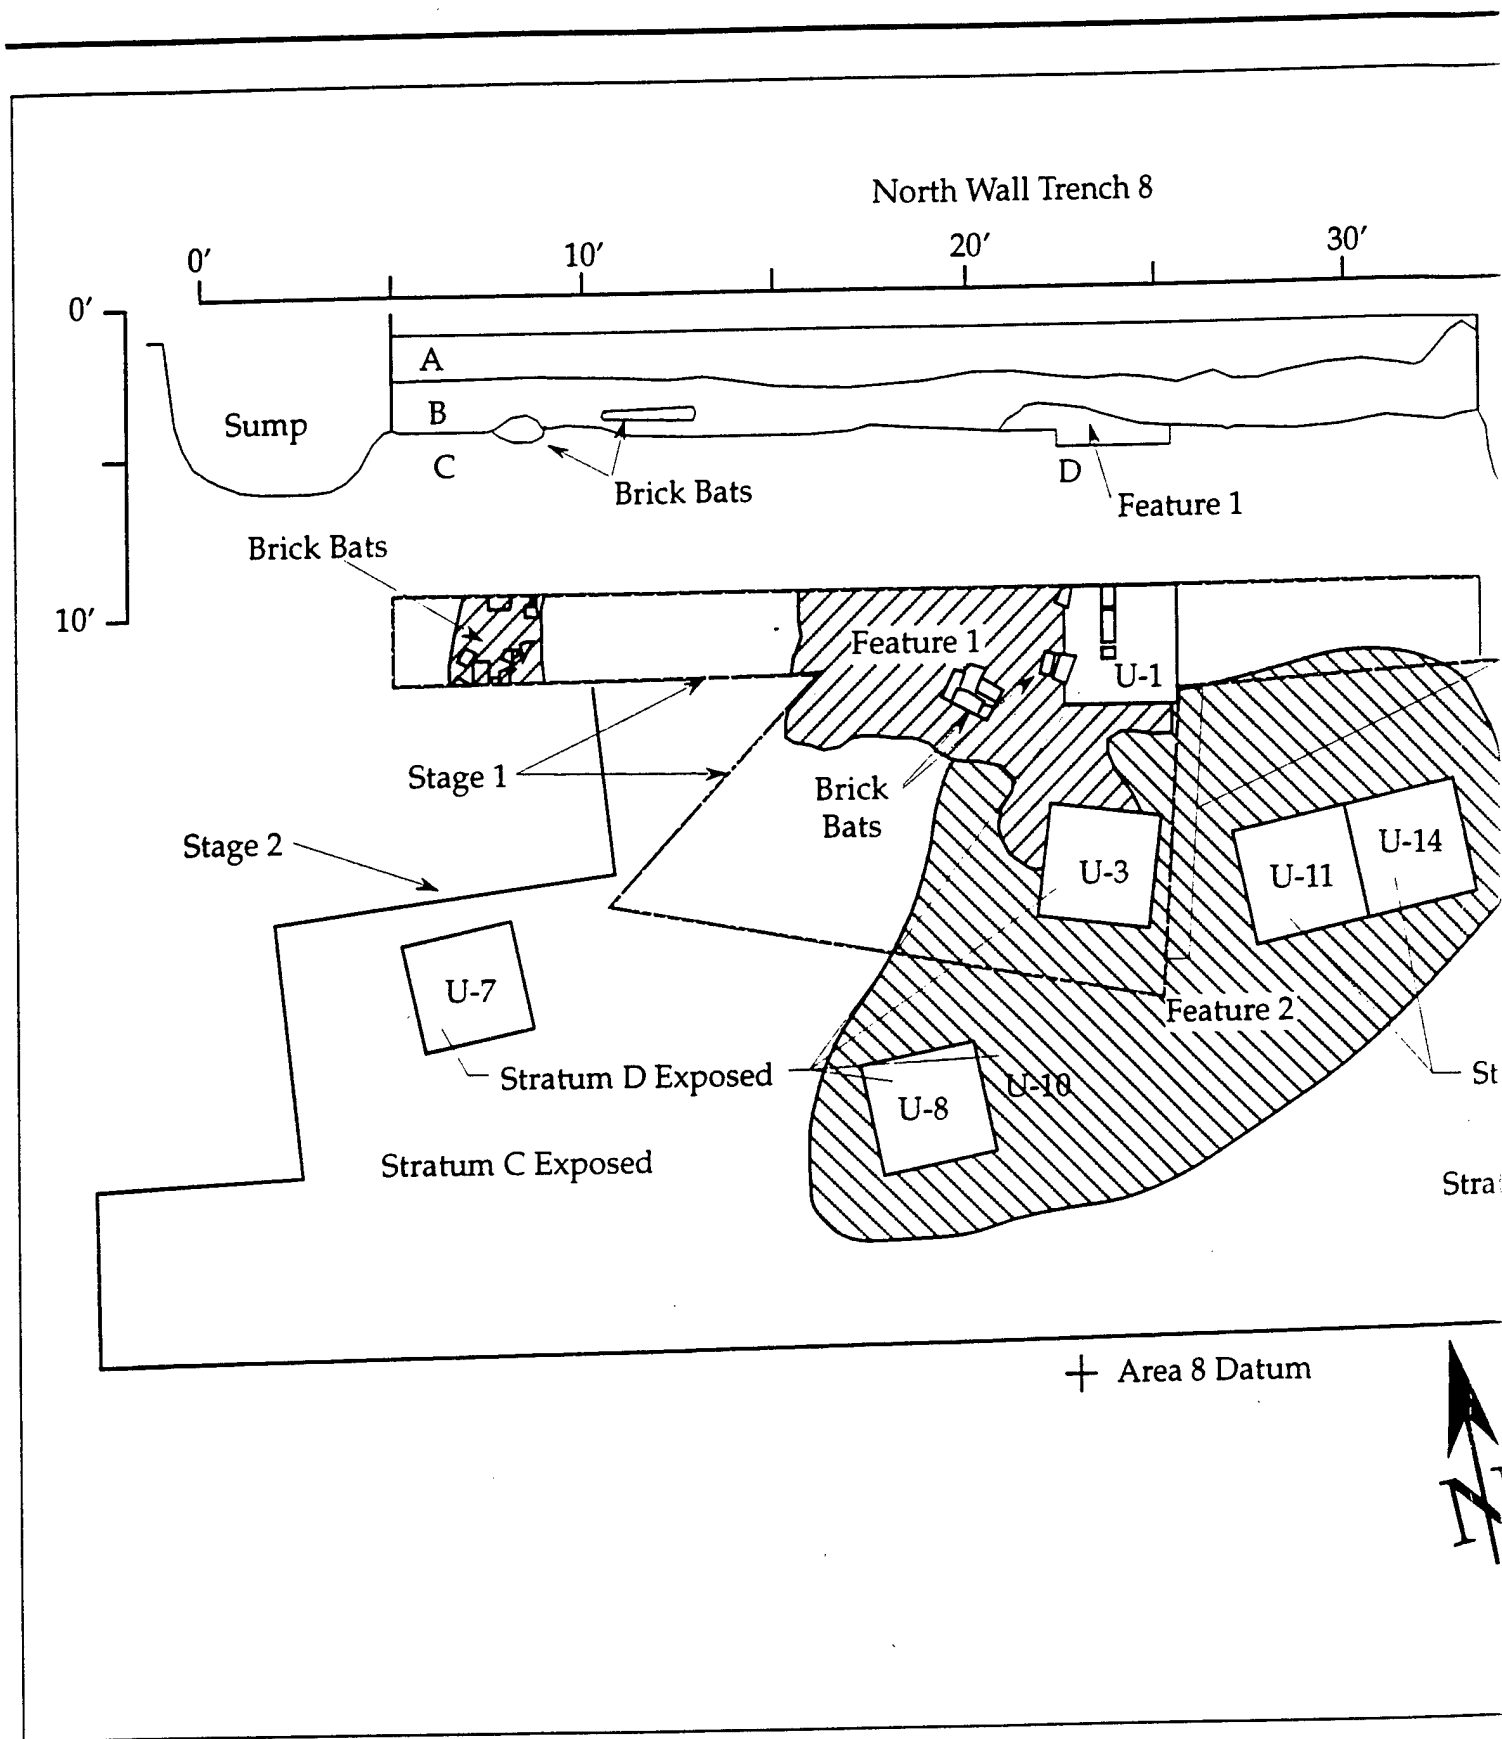 North Wall Trench 8
0′ 10′ 20′ 30′
0′
A
B
Sump
C
Brick Bats
D
Feature 1
Brick Bats
10′
Feature 1
U-1
Stage 1
Brick
Bats
Stage 2
U-3
U-11
U-14
U-7
Feature 2
Stratum D Exposed
U-8
U-10
St
Stratum C Exposed
Stra
Area 8 Datum
N